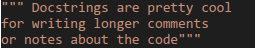 """ Docstrings are pretty cool
for writing longer comments
or notes about the code"""